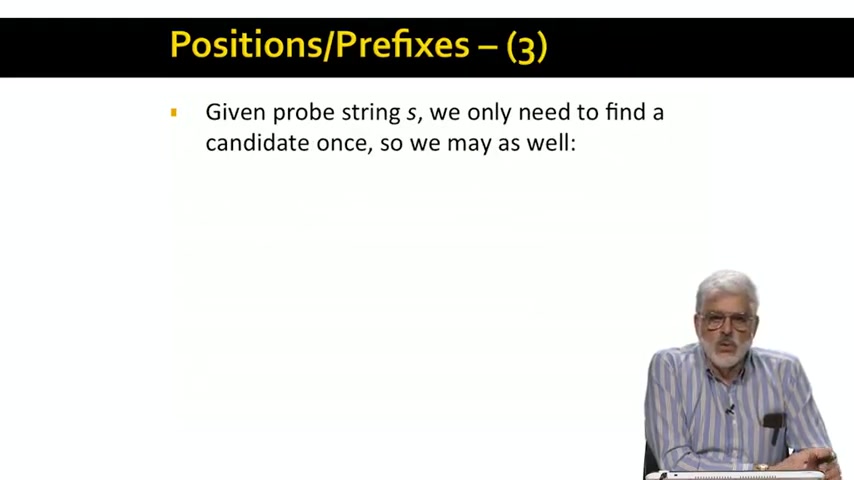 Positions/Prefixes – (3)
Given probe string s, we only need to find a
candidate once, so we may as well: